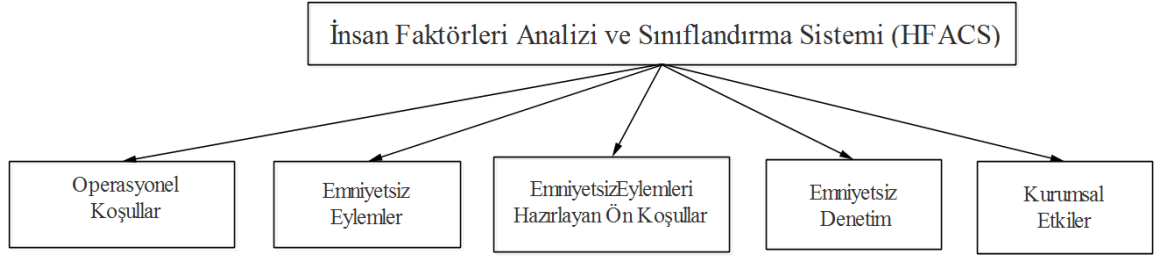 İnsan Faktörleri Analizi ve Sınıflandırma Sistemi (HFACS)
Operasyonel
Koşullar
Emniyetsiz
Eylemler
EmniyetsizEylemleri
Hazırlayan Ön Koşullar
Emniyetsiz
Denetim
Kurumsal
Etkiler